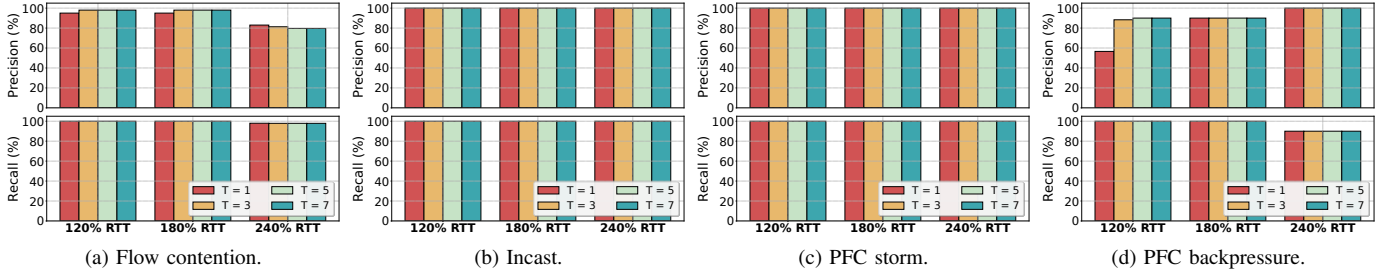 Precision (%)
100
80
60
40
20
0
Recall (%)
100
80
60
40
20
0
T = 1
T = 5
T = 3
T = 7
120% RTT
180% RTT
240% RTT
(a) Flow contention.
Precision (%)
100
80
60
40
20
0
Recall (%)
100
80
60
40
20
0
T = 1
T = 5
T = 3
T = 7
120% RTT
180% RTT
240% RTT
(b) Incast.
Precision (%)
100
80
60
40
20
0
Recall (%)
100
80
60
40
20
0
T = 1
T = 5
T = 3
T = 7
120% RTT
180% RTT
240% RTT
(c) PFC storm.
Precision (%)
100
80
60
40
20
0
Recall (%)
100
80
60
40
20
0
T = 1
T = 5
T = 3
T = 7
120% RTT
180% RTT
240% RTT
(d) PFC backpressure.